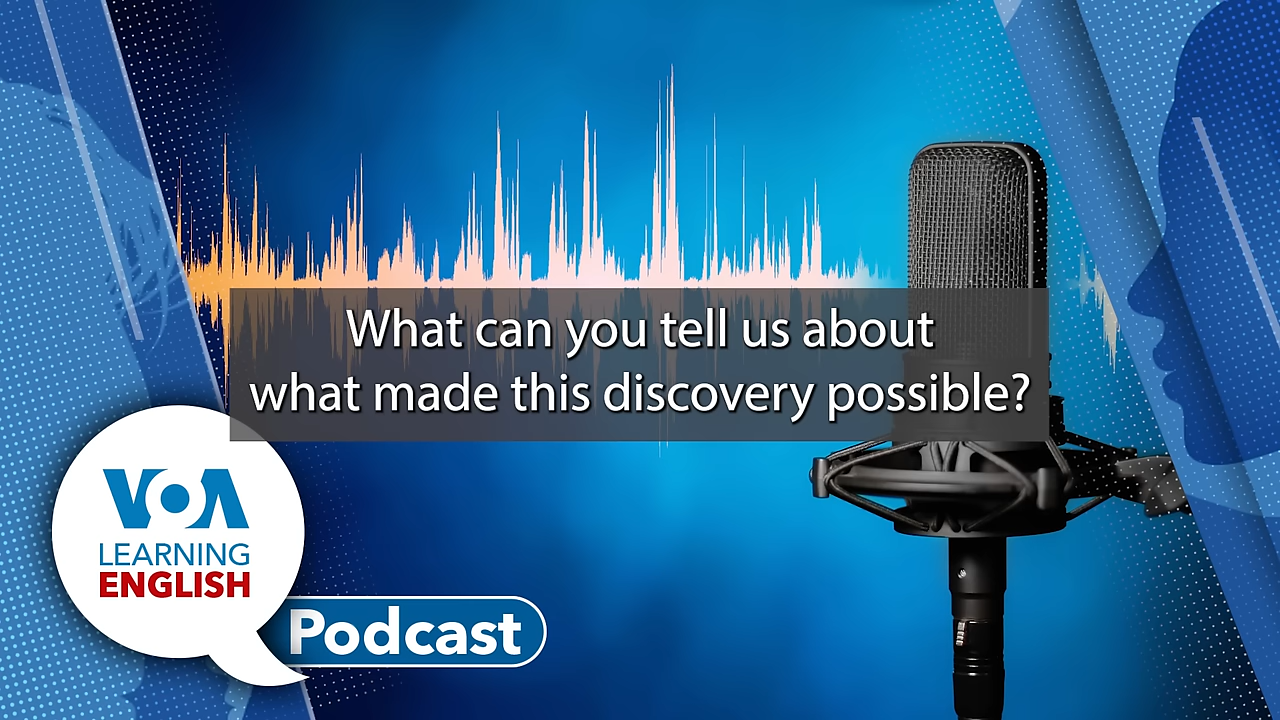 What can you tell us about
what made this discovery possible?
VOA
LEARNING
ENGLISH
Podcast